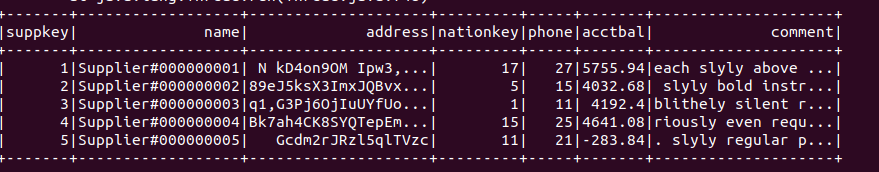 +-------+------------------+--------------------+---------+-----+-------+--------------------+
|suppkey|              name|             address|nationkey|phone|acctbal|             comment|
+-------+------------------+--------------------+---------+-----+-------+--------------------+
|      1|Supplier#000000001| N kD4on9OM Ipw3,...|       17|   27|5755.94|each slyly above ...|
|      2|Supplier#000000002|89eJ5ksX3ImxJQBvx...|        5|   15|4032.68| slyly bold instr...|
|      3|Supplier#000000003|q1,G3Pj6OjIuUYfUo...|        1|   11| 4192.4|blithely silent r...|
|      4|Supplier#000000004|Bk7ah4CK8SYQTepEm...|       15|   25|4641.08|riously even requ...|
|      5|Supplier#000000005|   Gcdm2rJRzl5qlTVzc|       11|   21|-283.84|. slyly regular p...|
+-------+------------------+--------------------+---------+-----+-------+--------------------+